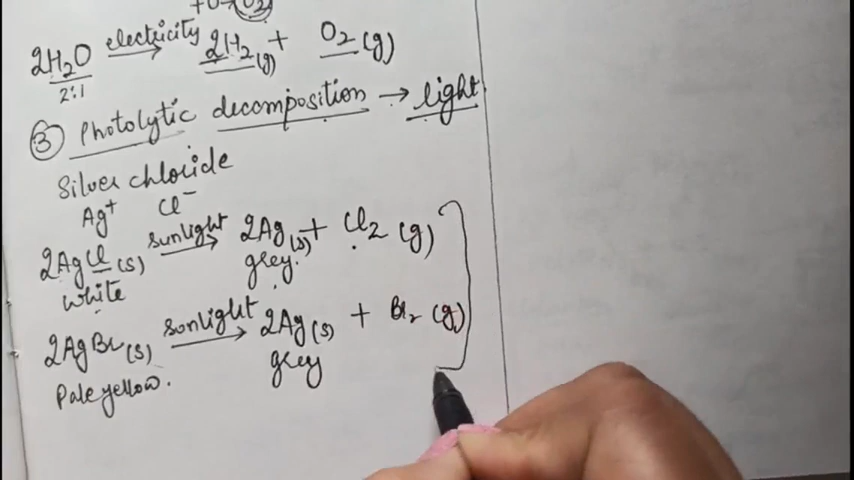 +O→(O2)
2H2O electricity→ 2H2(g) + O2(g)
2:1
③ Photolytic decomposition → light
Silver chloride
Ag+ Cl−
2AgCl(s) sunlight→ 2Ag(s) + Cl2(g)
White grey.
2AgBr(s) sunlight→ 2Ag(s) + Br2(g)
Pale yellow. grey